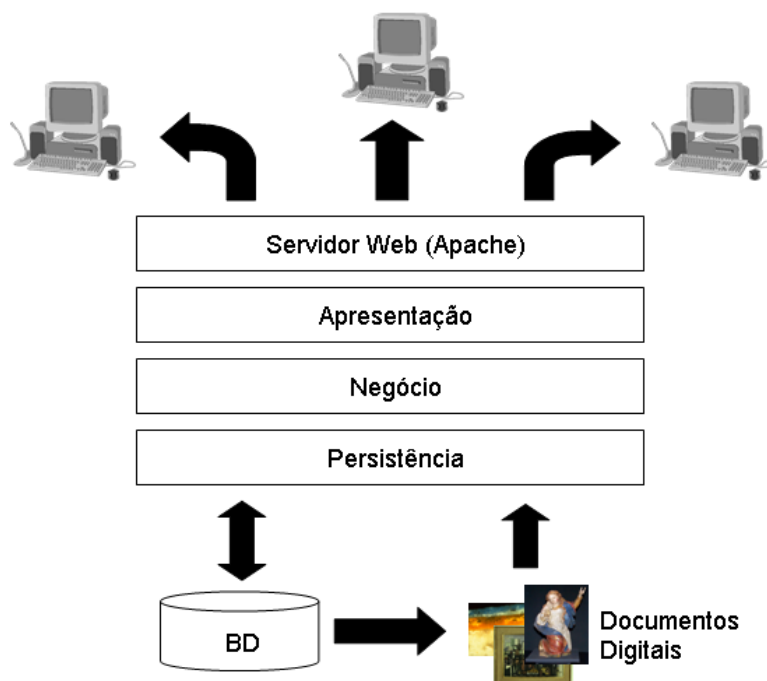 Servidor Web (Apache)
Apresentação
Negócio
Persistência
BD
Documentos
Digitais